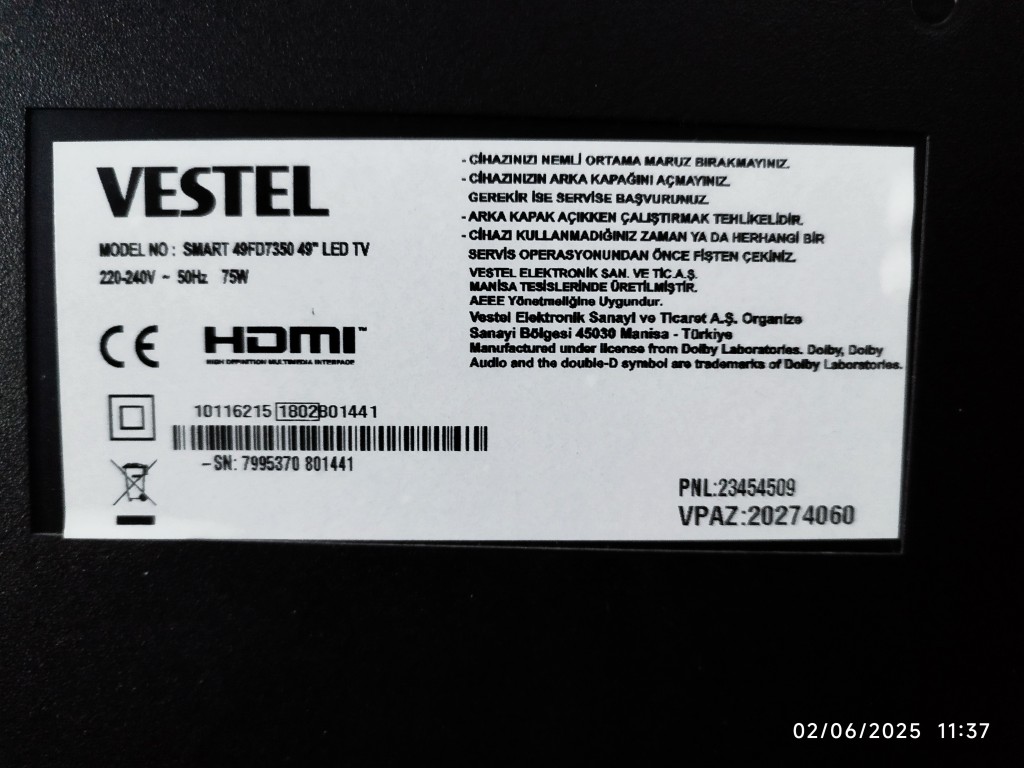 VESTEL
MODEL NO : SMART 49FD7350 49" LED TV
220-240V ~ 50Hz 75W
CE
HDMI™
HIGH DEFINITION MULTIMEDIA INTERFACE
10116215 1802801441
-SN: 7995370 801441
- CİHAZINIZI NEMLİ ORTAMA MARUZ BIRAKMAYINIZ.
- CİHAZINIZIN ARKA KAPAĞINI AÇMAYINIZ.
GEREKİR İSE SERVİSE BAŞVURUNUZ.
- ARKA KAPAK AÇIKKEN ÇALIŞTIRMAK TEHLİKELİDİR.
- CİHAZI KULLANMADIĞINIZ ZAMAN YA DA HERHANGİ BİR
SERVİS OPERASYONUNDAN ÖNCE FİŞTEN ÇEKİNİZ.
VESTEL ELEKTRONİK SAN. VE TİC.A.Ş.
MANİSA TESİSLERİNDE ÜRETİLMİŞTİR.
AEEE Yönetmeliğine Uygundur.
Vestel Elektronik Sanayi ve Ticaret A.Ş. Organize
Sanayi Bölgesi 45030 Manisa - Türkiye
Manufactured under license from Dolby Laboratories. Dolby, Dolby
Audio and the double-D symbol are trademarks of Dolby Laboratories.
PNL:23454509
VPAZ:20274060
02/06/2025 11:37